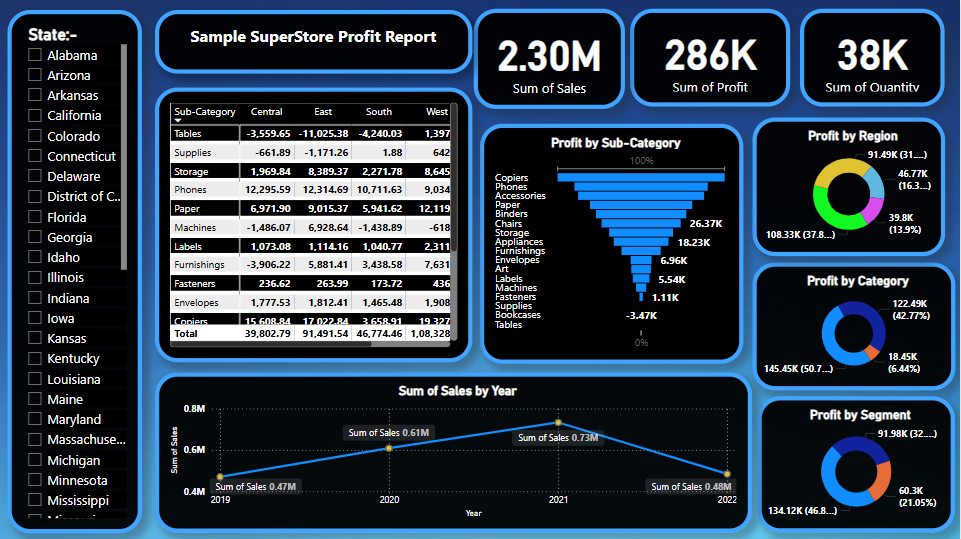 State:-
Alabama
Arizona
Arkansas
California
Colorado
Connecticut
Delaware
District of C...
Florida
Georgia
Idaho
Illinois
Indiana
Iowa
Kansas
Kentucky
Louisiana
Maine
Maryland
Massachuse...
Michigan
Minnesota
Mississippi
Sample SuperStore Profit Report
2.30M
Sum of Sales
286K
Sum of Profit
38K
Sum of Quantity
Sub-Category Central East South West
Tables -3,559.65 -11,025.38 -4,240.03 1,397
Supplies -661.89 -1,171.26 1.88 642
Storage 1,969.84 8,389.37 2,271.78 8,645
Phones 12,295.59 12,314.69 10,711.63 9,034
Paper 6,971.90 9,015.37 5,941.62 12,119
Machines -1,486.07 6,928.64 -1,438.89 -618
Labels 1,073.08 1,114.16 1,040.77 2,311
Furnishings -3,906.22 5,881.41 3,438.58 7,631
Fasteners 236.62 263.99 173.72 436
Envelopes 1,777.53 1,812.41 1,465.48 1,908
Copiers 15,608.84 17,022.84 3,658.91 19,327
Total 39,802.79 91,491.54 46,774.46 1,08,328
Profit by Sub-Category
100%
Copiers
Phones
Accessories
Paper
Binders
Chairs 26.37K
Storage
Appliances 18.23K
Furnishings
Envelopes 6.96K
Art
Labels 5.54K
Machines
Fasteners 1.11K
Supplies
Bookcases -3.47K
Tables
0%
Profit by Region
91.49K (31....)
46.77K
(16.3...)
39.8K
(13.9%)
108.33K (37.8...)
Profit by Category
122.49K
(42.77%)
18.45K
(6.44%)
145.45K (50.7...)
Profit by Segment
91.98K (32....)
60.3K
(21.05%)
134.12K (46.8...)
Sum of Sales by Year
Sum of Sales
0.8M
0.6M
0.4M
Sum of Sales 0.47M
Sum of Sales 0.61M
Sum of Sales 0.73M
Sum of Sales 0.48M
2019 2020 2021 2022
Year